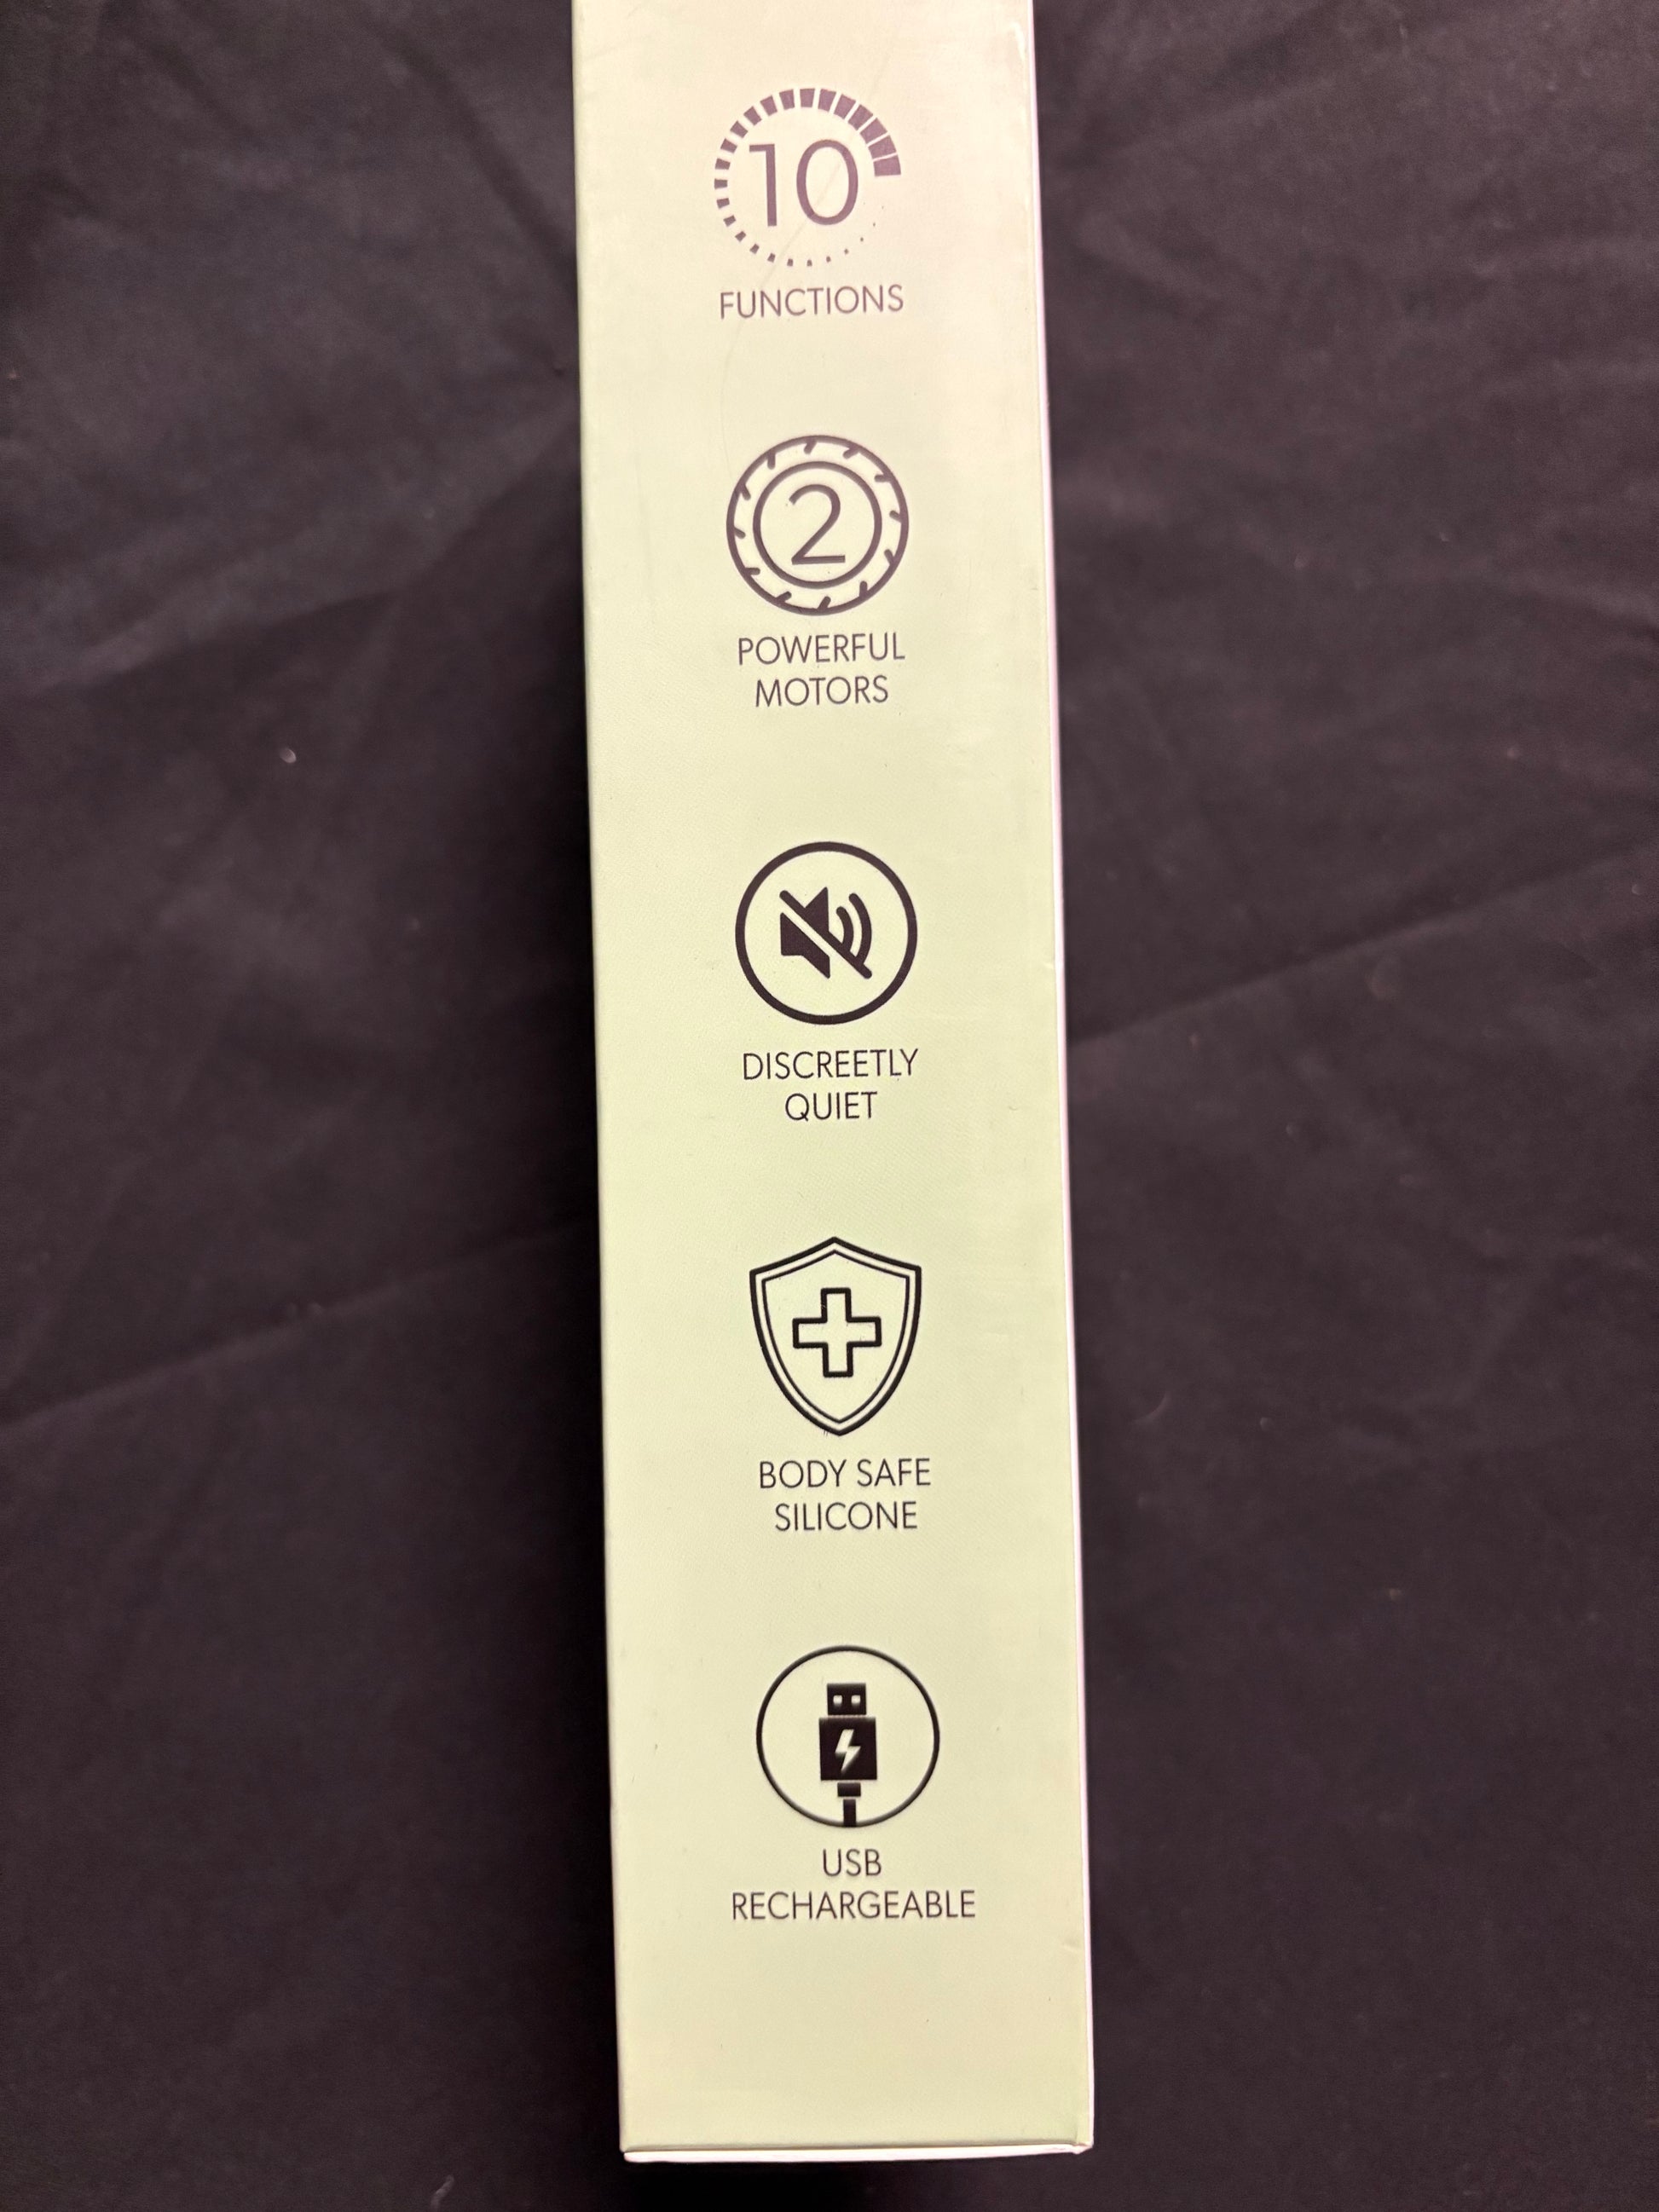 10
FUNCTIONS
2
POWERFUL
MOTORS
DISCREETLY
QUIET
BODY SAFE
SILICONE
USB
RECHARGEABLE